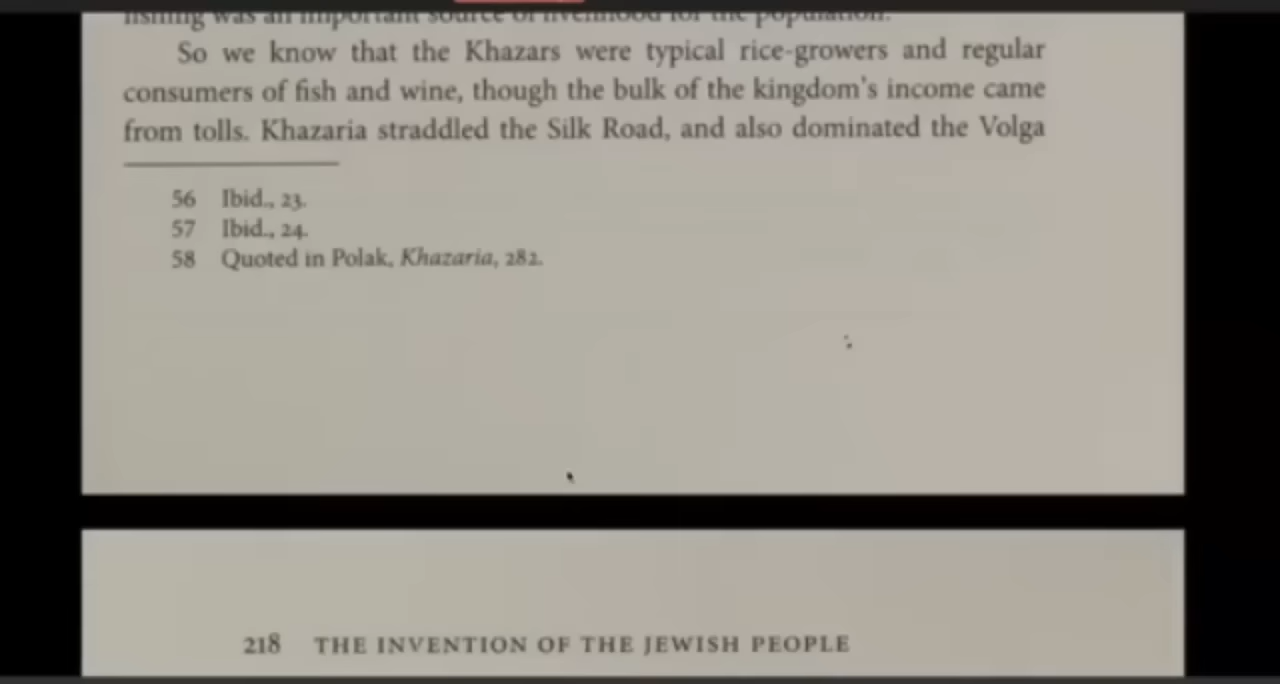 fishing was an important source of livelihood for the population.
So we know that the Khazars were typical rice-growers and regular
consumers of fish and wine, though the bulk of the kingdom's income came
from tolls. Khazaria straddled the Silk Road, and also dominated the Volga
56 Ibid., 23.
57 Ibid., 24.
58 Quoted in Polak, Khazaria, 282.
218 THE INVENTION OF THE JEWISH PEOPLE